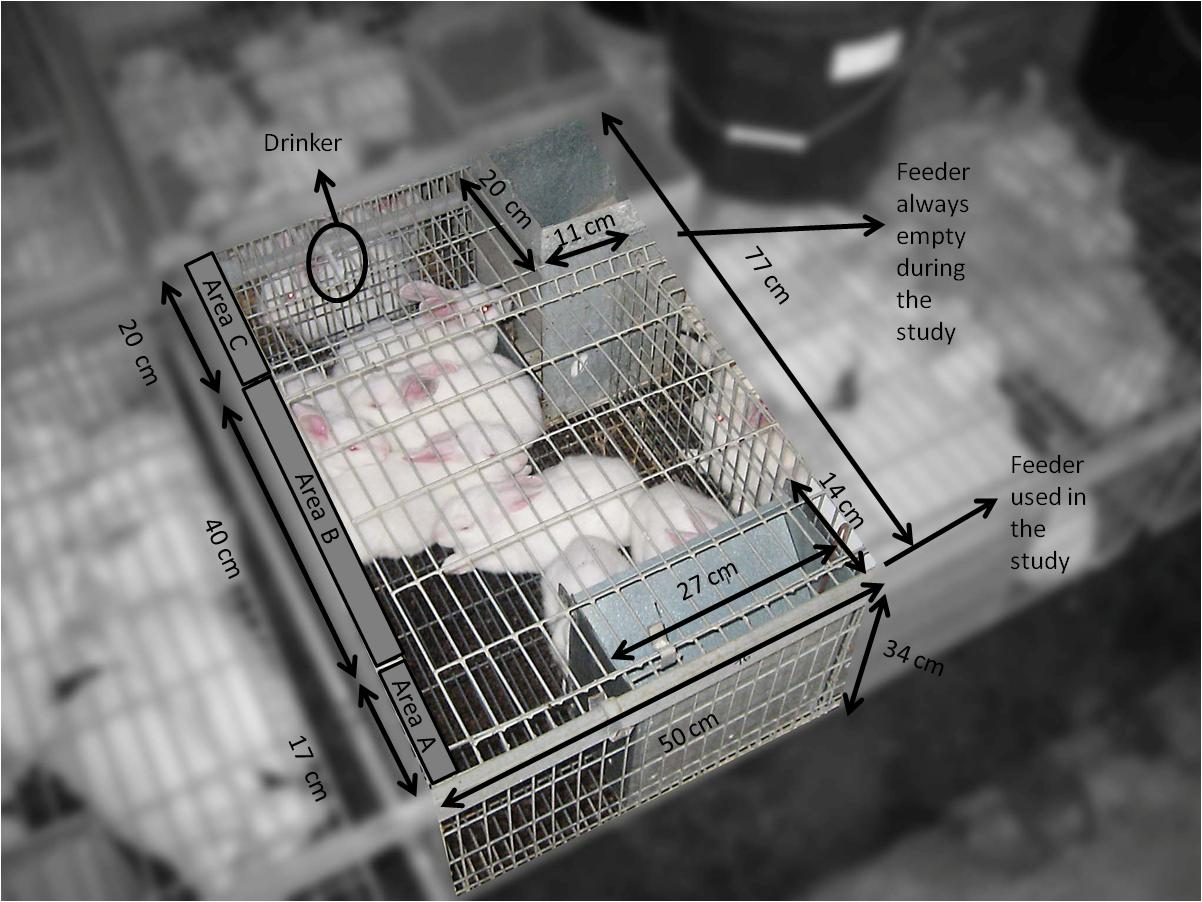 Drinker
20 cm
11 cm
Feeder
always
empty
during
the
study
77 cm
Area C
20 cm
Area B
40 cm
14 cm
Feeder
used in
the
study
27 cm
34 cm
Area A
17 cm
50 cm